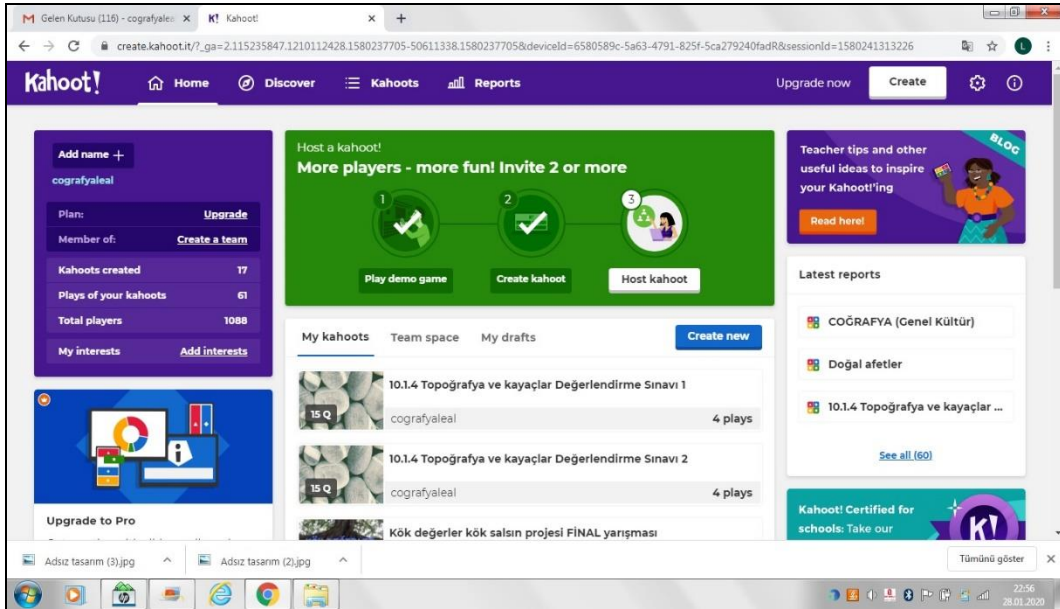 Gelen Kutusu (116) - cografyalea
K! Kahoot!
create.kahoot.it/?_ga=2.115235847.1210112428.1580237705-50611338.1580237705&deviceId=6580589c-5a63-4791-825f-5ca279240fadR&sessionId=1580241313226
L
Kahoot!
Home
Discover
Kahoots
Reports
Upgrade now
Create
Add name +
cografyaleal
Plan: Upgrade
Member of: Create a team
Kahoots created 17
Plays of your kahoots 61
Total players 1088
My interests Add interests
Upgrade to Pro
Host a kahoot!
More players - more fun! Invite 2 or more
1 2 3
Play demo game
Create kahoot
Host kahoot
My kahoots
Team space
My drafts
Create new
10.1.4 Topoğrafya ve kayaçlar Değerlendirme Sınavı 1
15 Q
cografyaleal 4 plays
10.1.4 Topoğrafya ve kayaçlar Değerlendirme Sınavı 2
15 Q
cografyaleal 4 plays
Kök değerler kök salsın projesi FİNAL yarışması
BLOG
Teacher tips and other
useful ideas to inspire
your Kahoot!'ing
Read here!
Latest reports
COĞRAFYA (Genel Kültür)
Doğal afetler
10.1.4 Topoğrafya ve kayaçlar ...
See all (60)
Kahoot! Certified for
schools: Take our
K!
Adsız tasarım (3).jpg
Adsız tasarım (2).jpg
Tümünü göster
22:56
28.01.2020